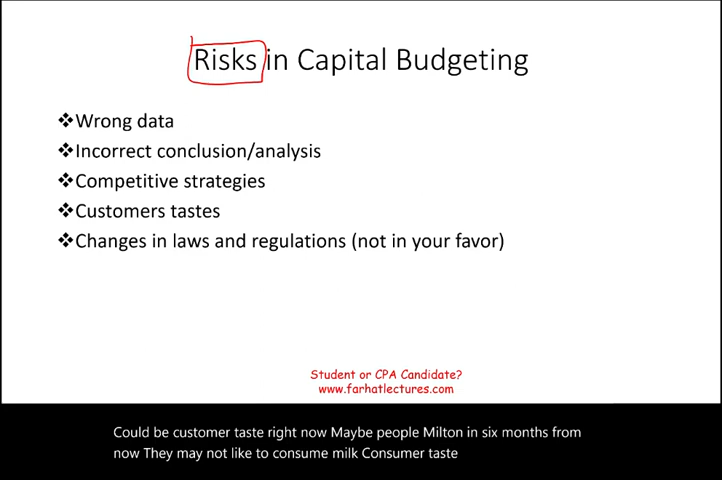 Risks in Capital Budgeting
❖Wrong data
❖Incorrect conclusion/analysis
❖Competitive strategies
❖Customers tastes
❖Changes in laws and regulations (not in your favor)
Student or CPA Candidate?
www.farhatlectures.com
Could be customer taste right now Maybe people Milton in six months from
now They may not like to consume milk Consumer taste